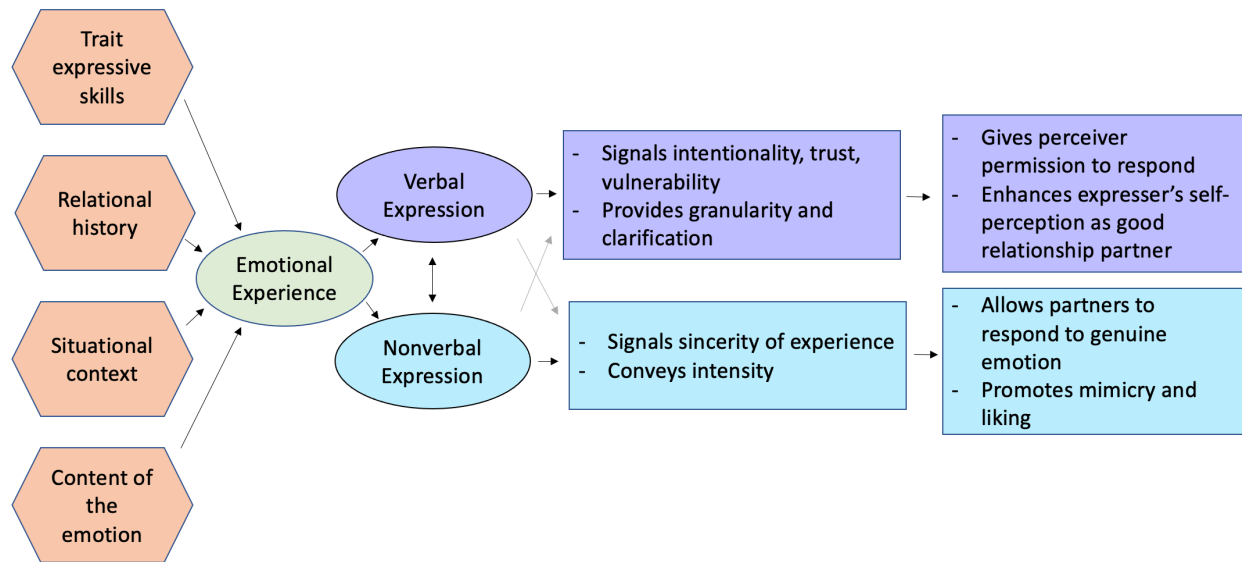 Trait
expressive
skills
Relational
history
Situational
context
Content of
the
emotion
Emotional
Experience
Verbal
Expression
Nonverbal
Expression
- Signals intentionality, trust,
vulnerability
- Provides granularity and
clarification
- Signals sincerity of experience
- Conveys intensity
- Gives perceiver
permission to respond
- Enhances expresser’s self-
perception as good
relationship partner
- Allows partners to
respond to genuine
emotion
- Promotes mimicry and
liking